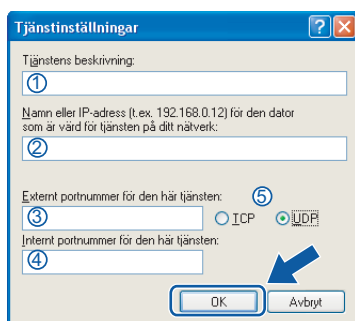 Tjänstinställningar
Tjänstens beskrivning:
①
Namn eller IP-adress (t.ex. 192.168.0.12) för den dator
som är värd för tjänsten på ditt nätverk:
②
Externt portnummer för den här tjänsten: ⑤
③ TCP UDP
Internt portnummer för den här tjänsten:
④
OK Avbryt